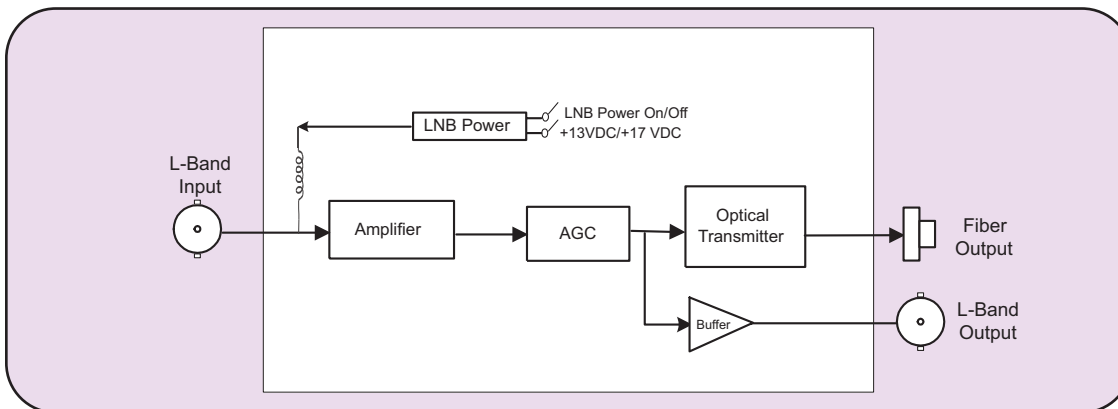 LNB Power
LNB Power On/Off
+13VDC/+17 VDC
L-Band
Input
Amplifier
AGC
Optical
Transmitter
Fiber
Output
Buffer
L-Band
Output